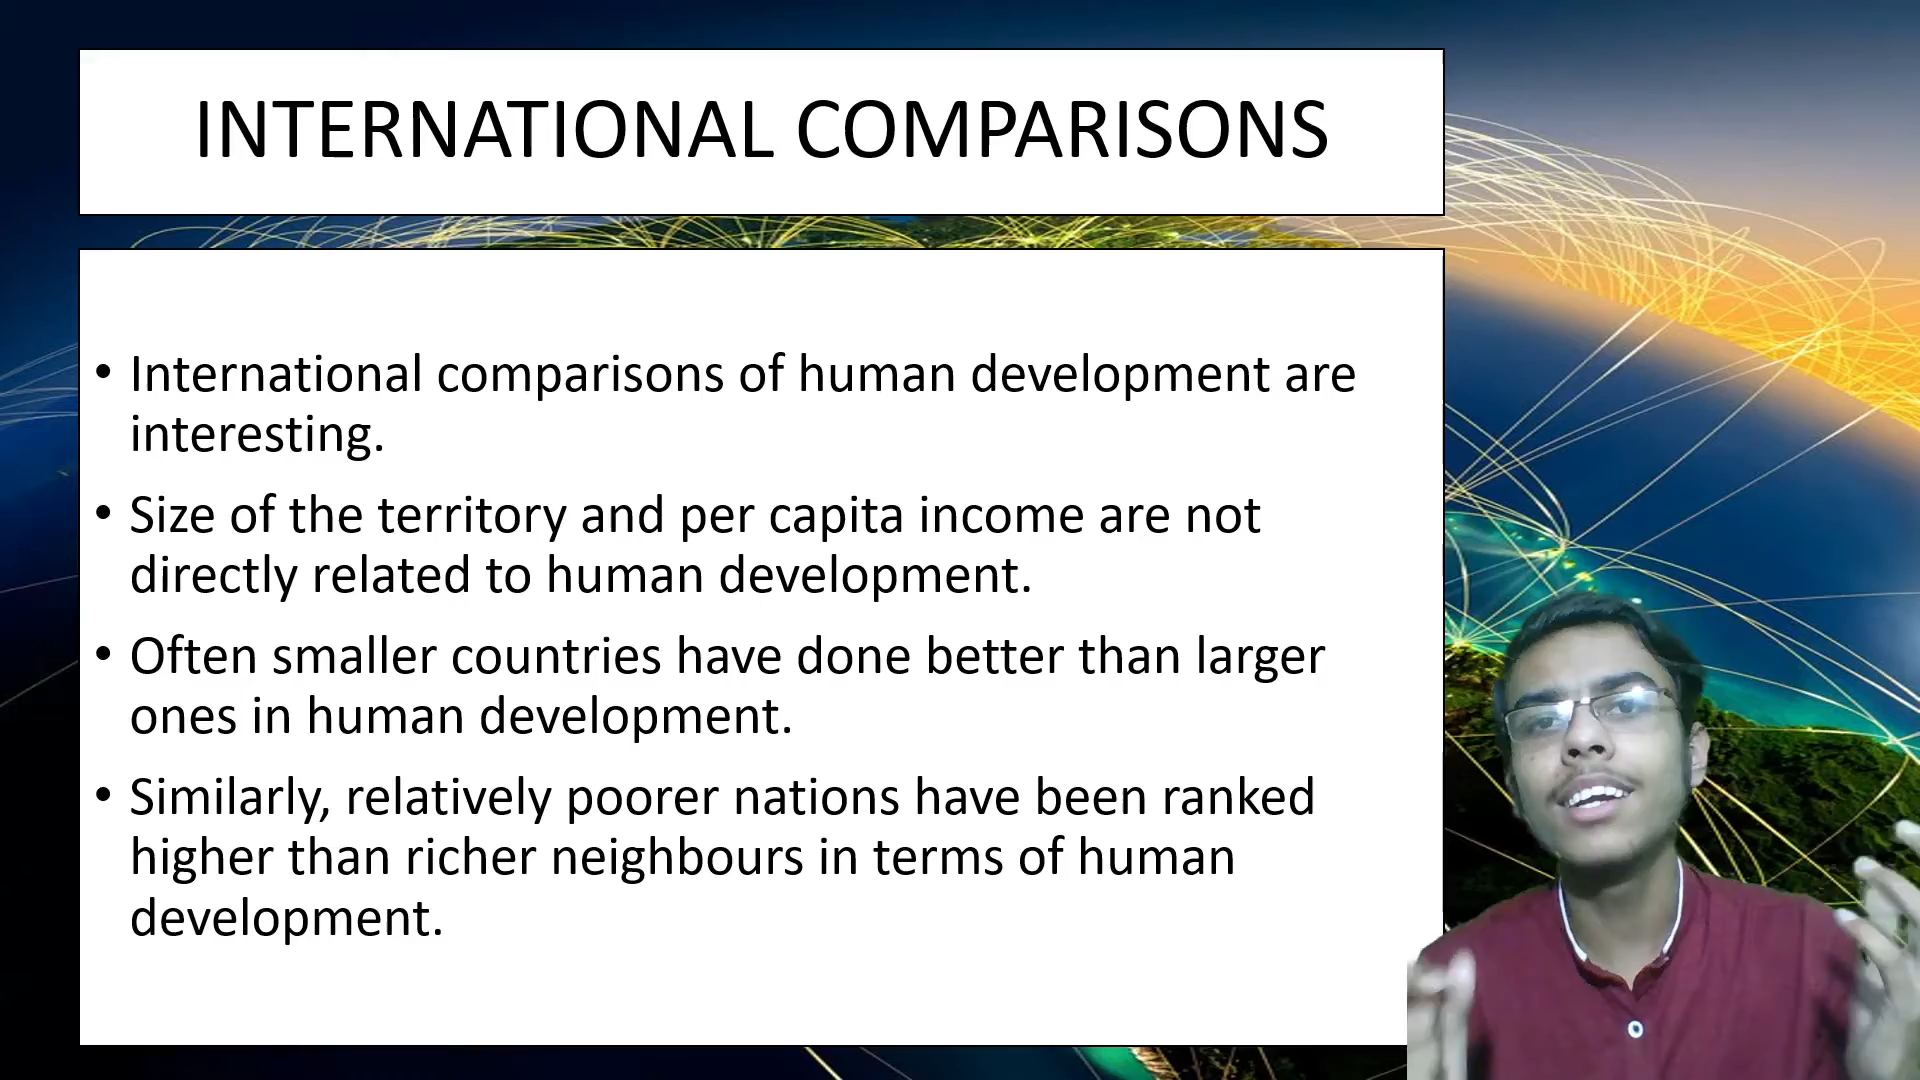 INTERNATIONAL COMPARISONS
• International comparisons of human development are
interesting.
• Size of the territory and per capita income are not
directly related to human development.
• Often smaller countries have done better than larger
ones in human development.
• Similarly, relatively poorer nations have been ranked
higher than richer neighbours in terms of human
development.